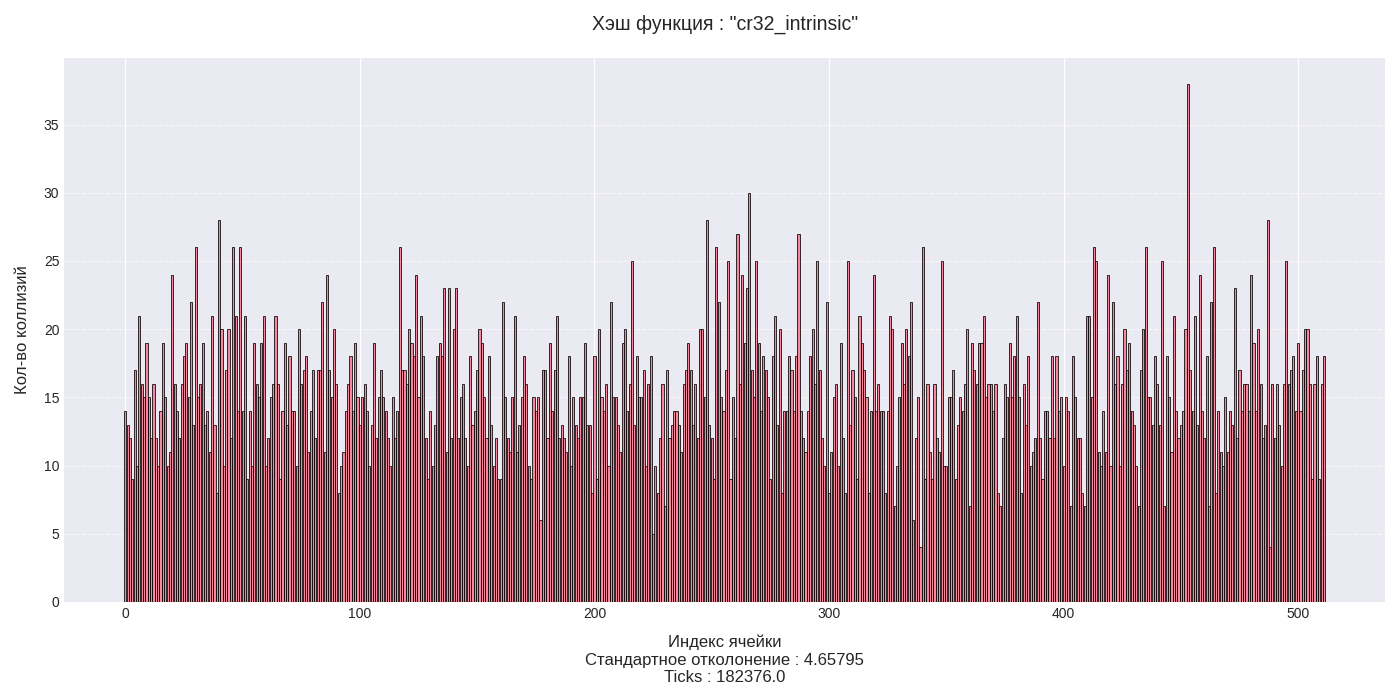 Хэш функция : "cr32_intrinsic"
Кол-во коллизий
35
30
25
20
15
10
5
0
0 100 200 300 400 500
Индекс ячейки
Стандартное отколонение : 4.65795
Ticks : 182376.0